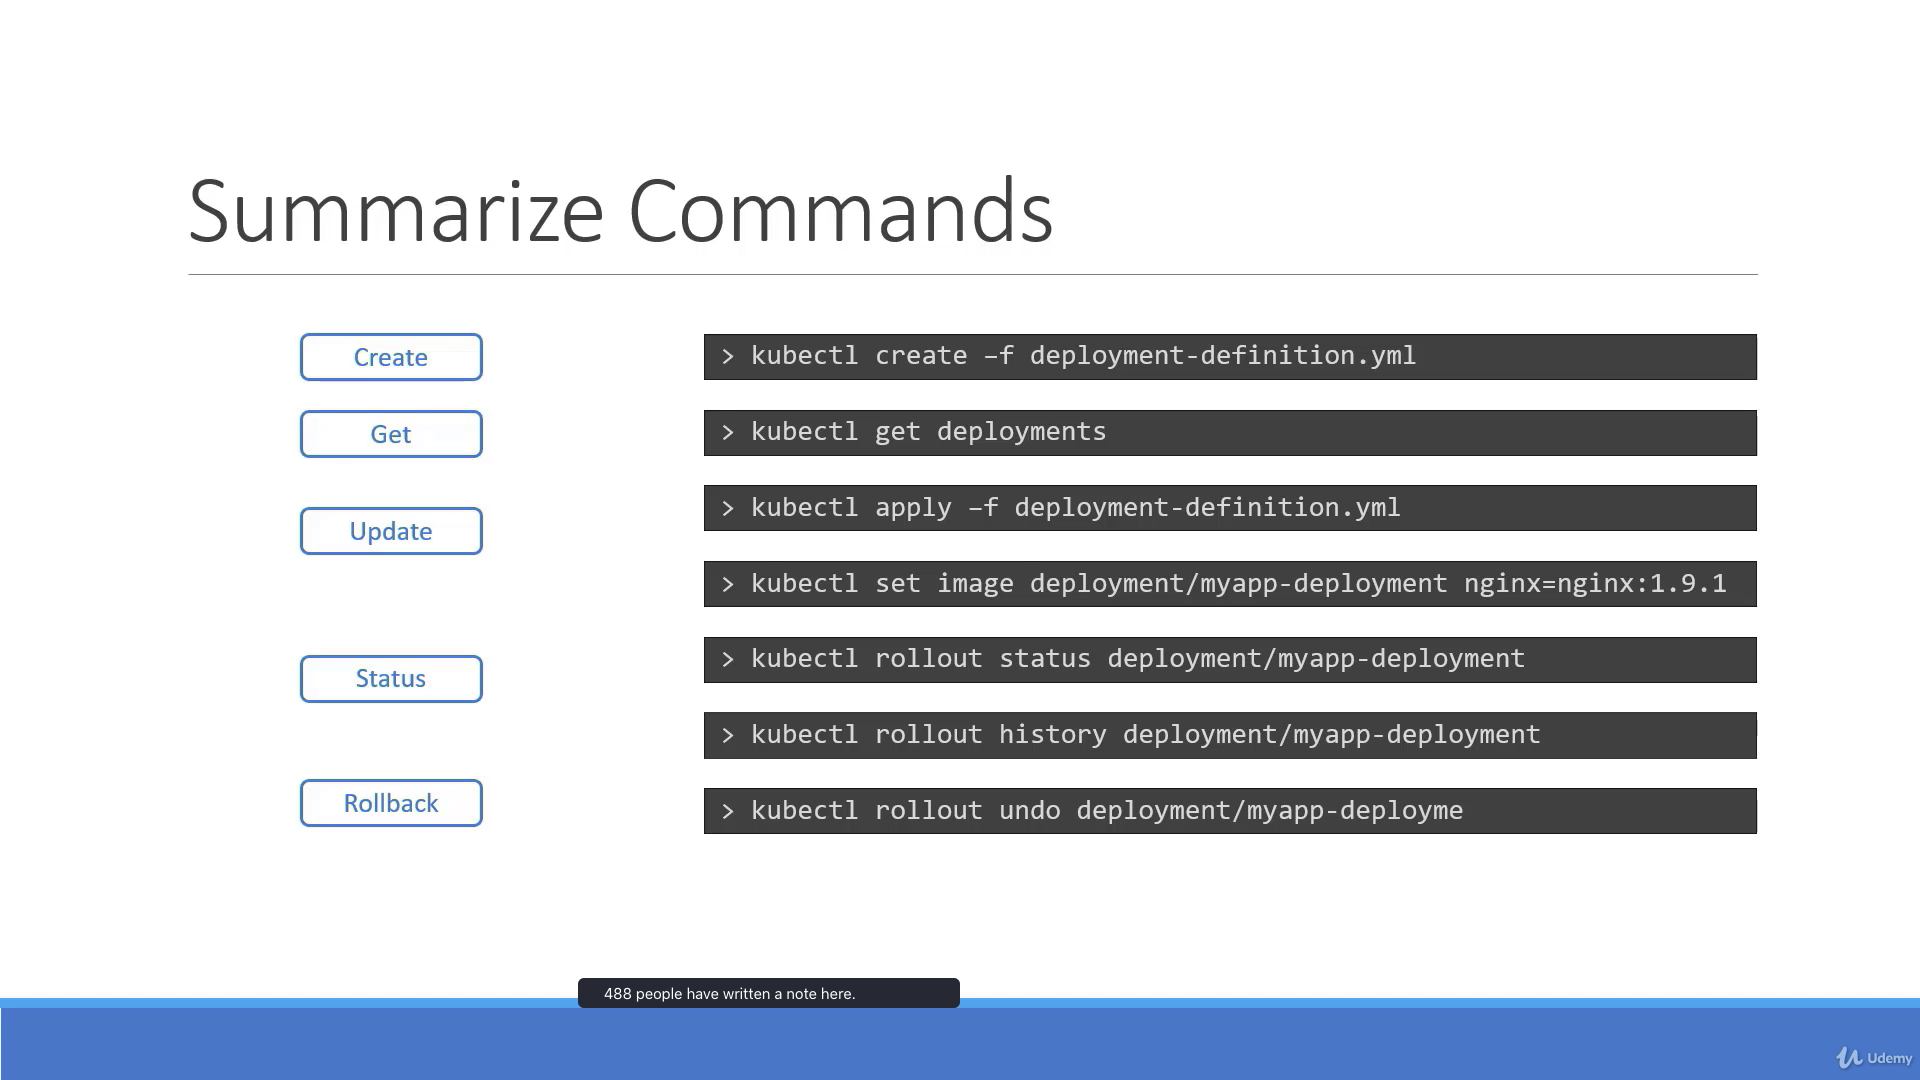 Summarize Commands
Create
> kubectl create –f deployment-definition.yml
Get
> kubectl get deployments
Update
> kubectl apply –f deployment-definition.yml
> kubectl set image deployment/myapp-deployment nginx=nginx:1.9.1
Status
> kubectl rollout status deployment/myapp-deployment
> kubectl rollout history deployment/myapp-deployment
Rollback
> kubectl rollout undo deployment/myapp-deployme
488 people have written a note here.
Udemy